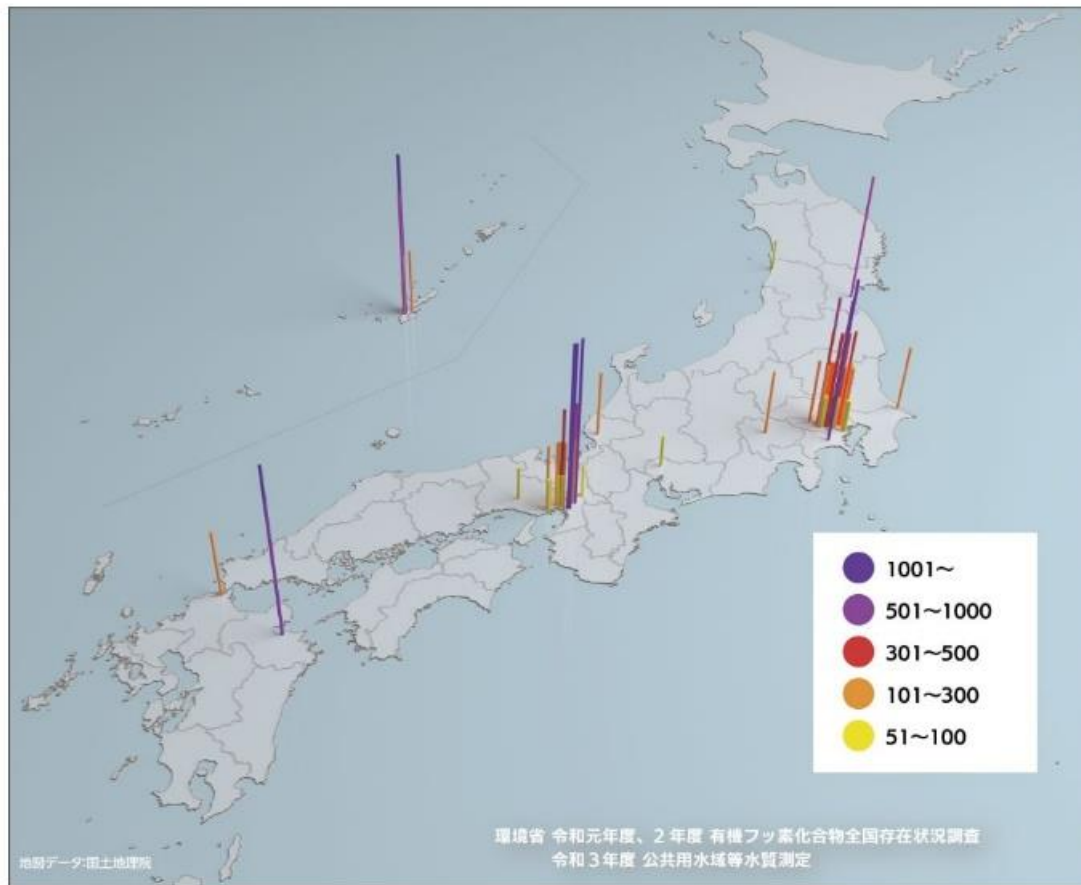 1001〜
501〜1000
301〜500
101〜300
51〜100
環境省 令和元年度、2年度 有機フッ素化合物全国存在状況調査
令和3年度 公共用水域等水質測定
地図データ:国土地理院